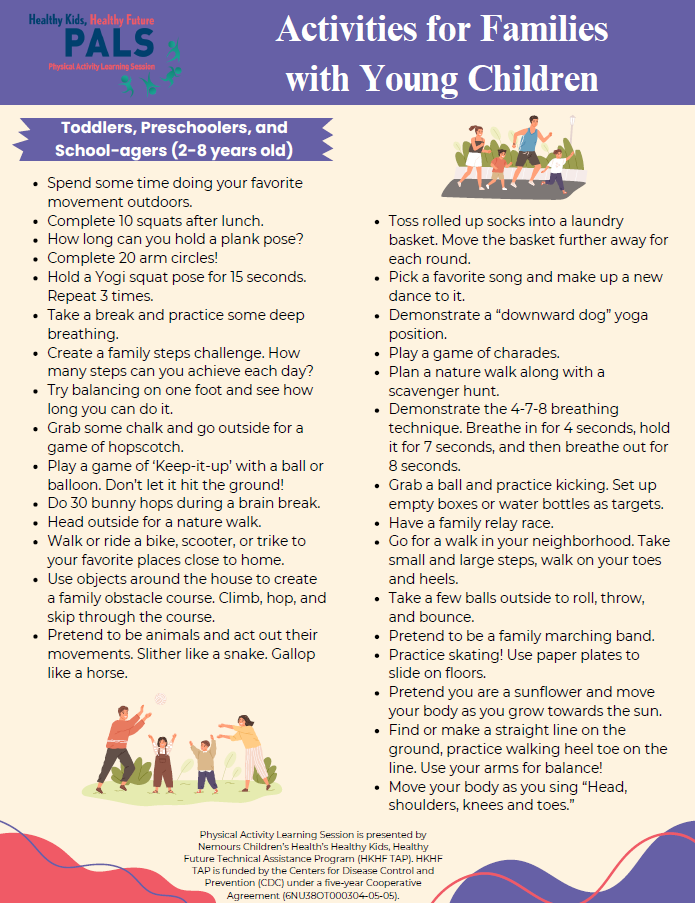 Healthy Kids, Healthy Future
PALS
Physical Activity Learning Session
Activities for Families
with Young Children
Toddlers, Preschoolers, and
School-agers (2-8 years old)
• Spend some time doing your favorite
movement outdoors.
• Complete 10 squats after lunch.
• How long can you hold a plank pose?
• Complete 20 arm circles!
• Hold a Yogi squat pose for 15 seconds.
Repeat 3 times.
• Take a break and practice some deep
breathing.
• Create a family steps challenge. How
many steps can you achieve each day?
• Try balancing on one foot and see how
long you can do it.
• Grab some chalk and go outside for a
game of hopscotch.
• Play a game of ‘Keep-it-up’ with a ball or
balloon. Don’t let it hit the ground!
• Do 30 bunny hops during a brain break.
• Head outside for a nature walk.
• Walk or ride a bike, scooter, or trike to
your favorite places close to home.
• Use objects around the house to create
a family obstacle course. Climb, hop, and
skip through the course.
• Pretend to be animals and act out their
movements. Slither like a snake. Gallop
like a horse.
• Toss rolled up socks into a laundry
basket. Move the basket further away for
each round.
• Pick a favorite song and make up a new
dance to it.
• Demonstrate a “downward dog” yoga
position.
• Play a game of charades.
• Plan a nature walk along with a
scavenger hunt.
• Demonstrate the 4-7-8 breathing
technique. Breathe in for 4 seconds, hold
it for 7 seconds, and then breathe out for
8 seconds.
• Grab a ball and practice kicking. Set up
empty boxes or water bottles as targets.
• Have a family relay race.
• Go for a walk in your neighborhood. Take
small and large steps, walk on your toes
and heels.
• Take a few balls outside to roll, throw,
and bounce.
• Pretend to be a family marching band.
• Practice skating! Use paper plates to
slide on floors.
• Pretend you are a sunflower and move
your body as you grow towards the sun.
• Find or make a straight line on the
ground, practice walking heel toe on the
line. Use your arms for balance!
• Move your body as you sing “Head,
shoulders, knees and toes.”
Physical Activity Learning Session is presented by
Nemours Children’s Health’s Healthy Kids, Healthy
Future Technical Assistance Program (HKHF TAP). HKHF
TAP is funded by the Centers for Disease Control and
Prevention (CDC) under a five-year Cooperative
Agreement (6NU38OT000304-05-05).